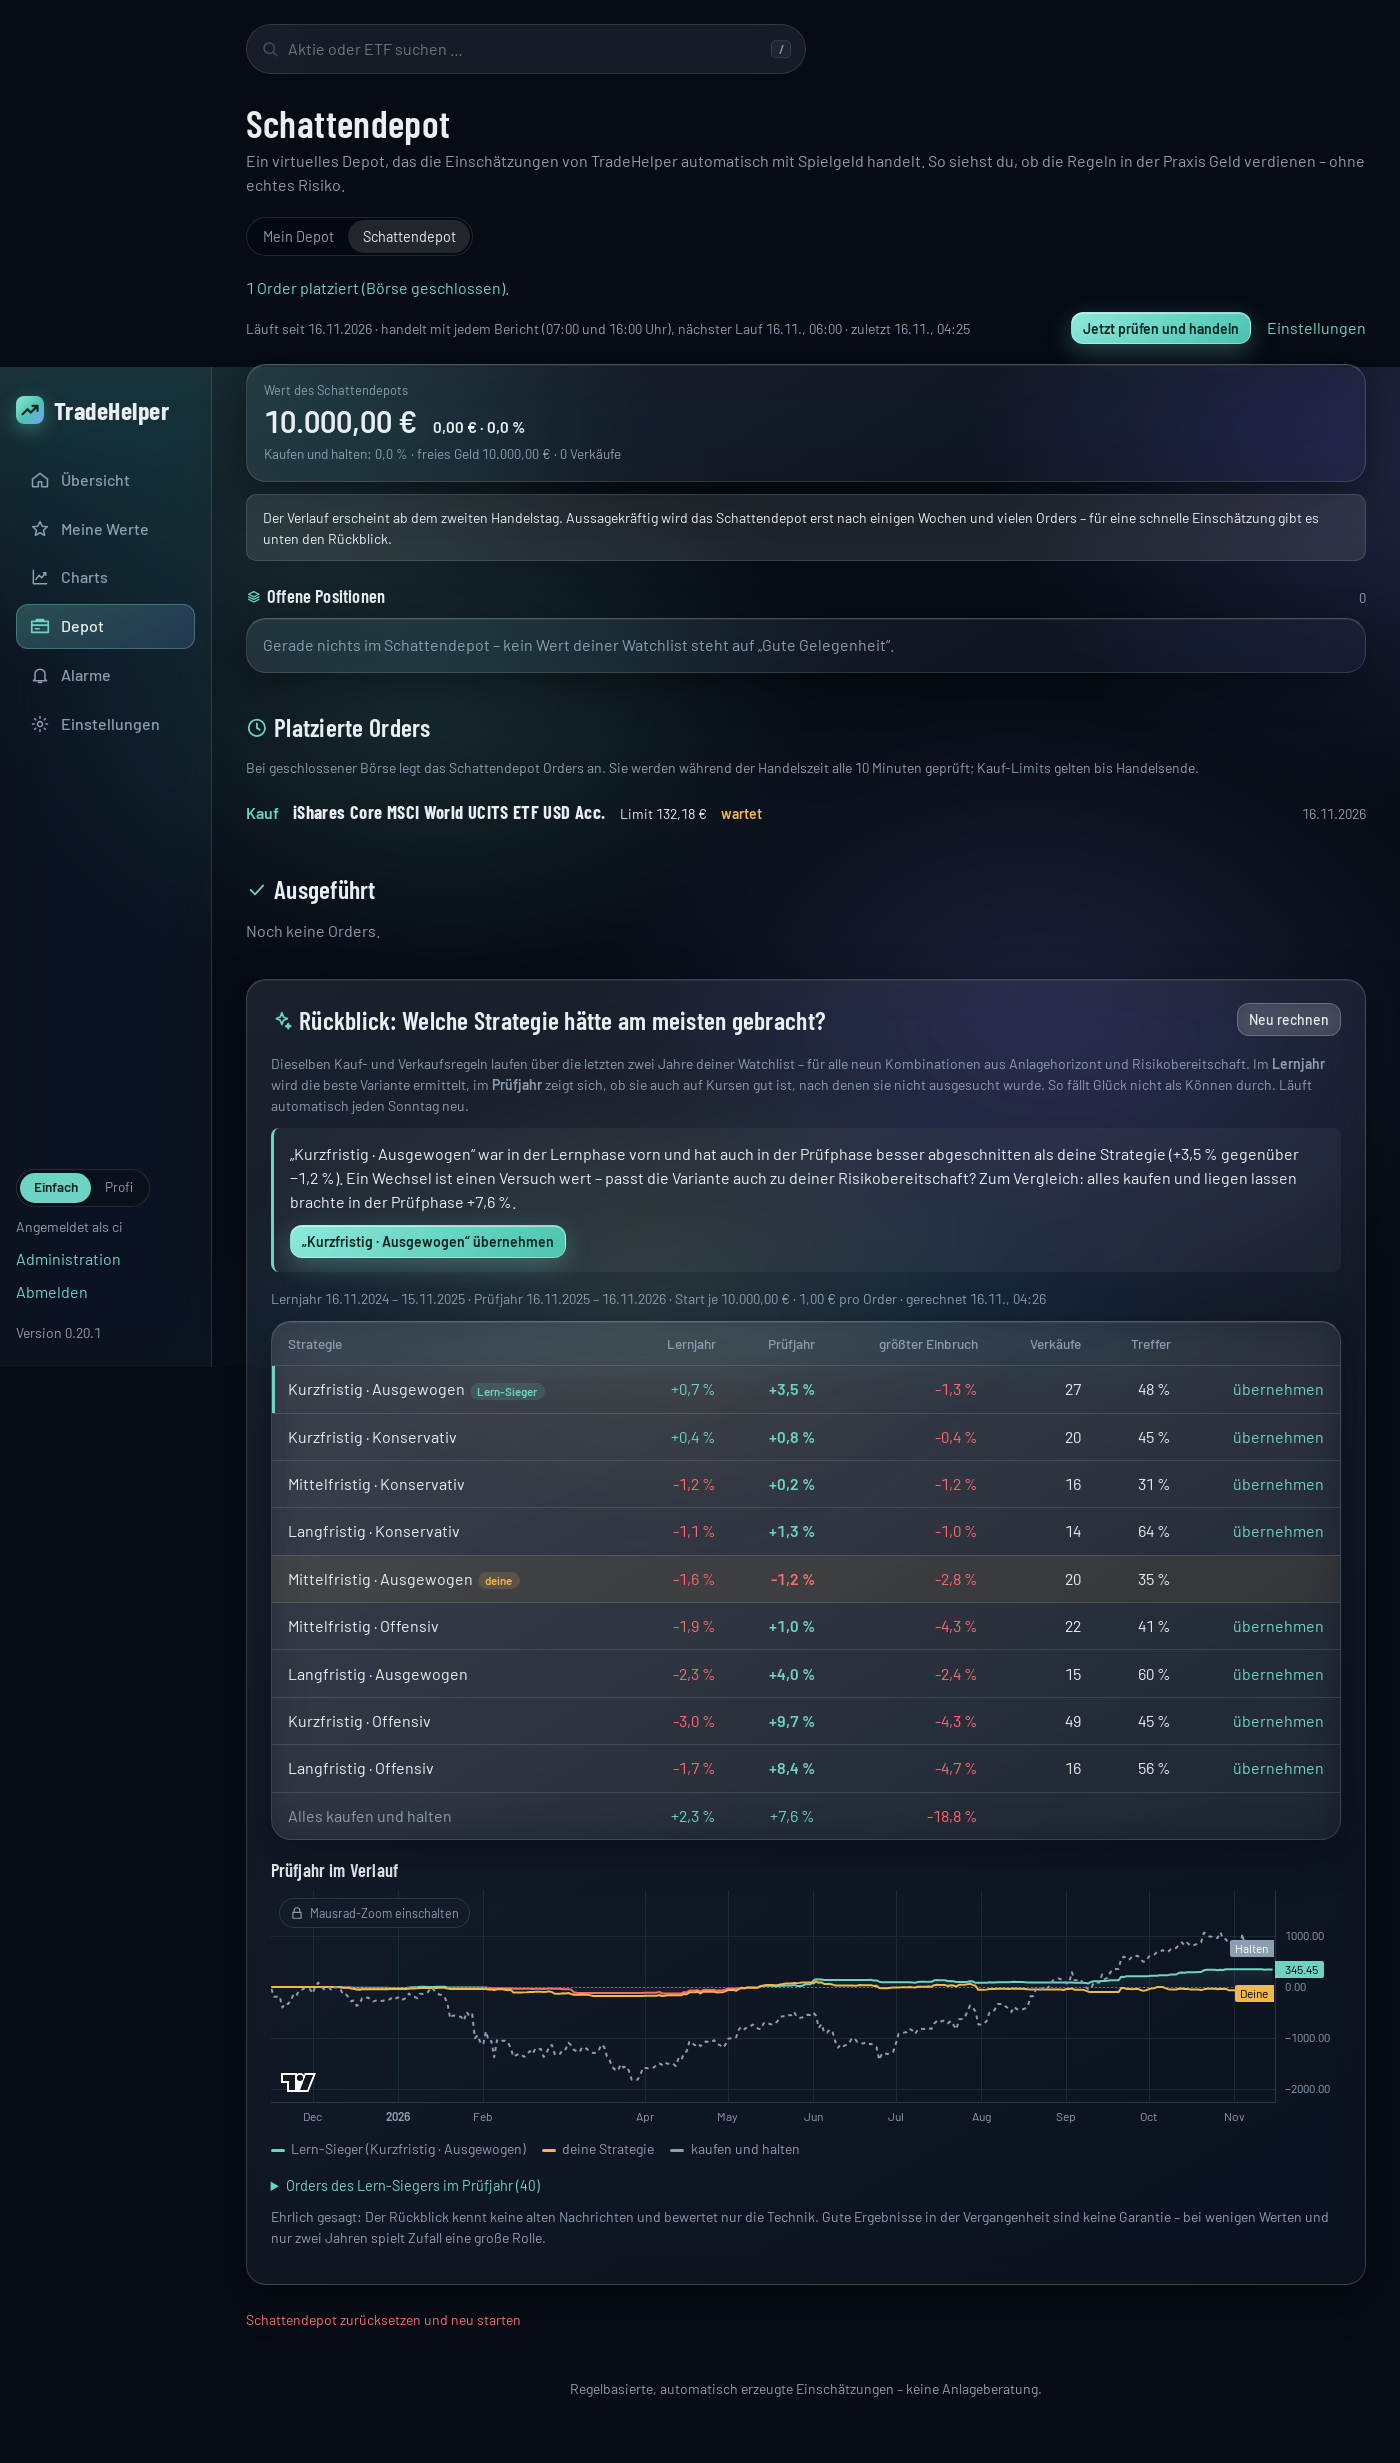 Aktie oder ETF suchen ...
/
Schattendepot
Ein virtuelles Depot, das die Einschätzungen von TradeHelper automatisch mit Spielgeld handelt. So siehst du, ob die Regeln in der Praxis Geld verdienen – ohne
echtes Risiko.
Mein Depot
Schattendepot
1 Order platziert (Börse geschlossen).
Läuft seit 16.11.2026 · handelt mit jedem Bericht (07:00 und 16:00 Uhr), nächster Lauf 16.11., 06:00 · zuletzt 16.11., 04:25
Jetzt prüfen und handeln
Einstellungen
TradeHelper
Übersicht
Meine Werte
Charts
Depot
Alarme
Einstellungen
Einfach
Profi
Angemeldet als ci
Administration
Abmelden
Version 0.20.1
Wert des Schattendepots
10.000,00 € 0,00 € · 0,0 %
Kaufen und halten: 0,0 % · freies Geld 10.000,00 € · 0 Verkäufe
Der Verlauf erscheint ab dem zweiten Handelstag. Aussagekräftig wird das Schattendepot erst nach einigen Wochen und vielen Orders – für eine schnelle Einschätzung gibt es
unten den Rückblick.
Offene Positionen 0
Gerade nichts im Schattendepot – kein Wert deiner Watchlist steht auf „Gute Gelegenheit“.
Platzierte Orders
Bei geschlossener Börse legt das Schattendepot Orders an. Sie werden während der Handelszeit alle 10 Minuten geprüft; Kauf-Limits gelten bis Handelsende.
Kauf iShares Core MSCI World UCITS ETF USD Acc. Limit 132,18 € wartet 16.11.2026
Ausgeführt
Noch keine Orders.
Rückblick: Welche Strategie hätte am meisten gebracht?
Neu rechnen
Dieselben Kauf- und Verkaufsregeln laufen über die letzten zwei Jahre deiner Watchlist – für alle neun Kombinationen aus Anlagehorizont und Risikobereitschaft. Im Lernjahr
wird die beste Variante ermittelt, im Prüfjahr zeigt sich, ob sie auch auf Kursen gut ist, nach denen sie nicht ausgesucht wurde. So fällt Glück nicht als Können durch. Läuft
automatisch jeden Sonntag neu.
„Kurzfristig · Ausgewogen“ war in der Lernphase vorn und hat auch in der Prüfphase besser abgeschnitten als deine Strategie (+3,5 % gegenüber
−1,2 %). Ein Wechsel ist einen Versuch wert – passt die Variante auch zu deiner Risikobereitschaft? Zum Vergleich: alles kaufen und liegen lassen
brachte in der Prüfphase +7,6 %.
„Kurzfristig · Ausgewogen“ übernehmen
Lernjahr 16.11.2024 – 15.11.2025 · Prüfjahr 16.11.2025 – 16.11.2026 · Start je 10.000,00 € · 1,00 € pro Order · gerechnet 16.11., 04:26
Strategie Lernjahr Prüfjahr größter Einbruch Verkäufe Treffer
Kurzfristig · Ausgewogen Lern-Sieger +0,7 % +3,5 % -1,3 % 27 48 % übernehmen
Kurzfristig · Konservativ +0,4 % +0,8 % -0,4 % 20 45 % übernehmen
Mittelfristig · Konservativ -1,2 % +0,2 % -1,2 % 16 31 % übernehmen
Langfristig · Konservativ -1,1 % +1,3 % -1,0 % 14 64 % übernehmen
Mittelfristig · Ausgewogen deine -1,6 % -1,2 % -2,8 % 20 35 %
Mittelfristig · Offensiv -1,9 % +1,0 % -4,3 % 22 41 % übernehmen
Langfristig · Ausgewogen -2,3 % +4,0 % -2,4 % 15 60 % übernehmen
Kurzfristig · Offensiv -3,0 % +9,7 % -4,3 % 49 45 % übernehmen
Langfristig · Offensiv -1,7 % +8,4 % -4,7 % 16 56 % übernehmen
Alles kaufen und halten +2,3 % +7,6 % -18,8 %
Prüfjahr im Verlauf
Mausrad-Zoom einschalten
1000.00
Halten
345.45
0.00
Deine
−1000.00
−2000.00
Dec 2026 Feb Apr May Jun Jul Aug Sep Oct Nov
Lern-Sieger (Kurzfristig · Ausgewogen) deine Strategie kaufen und halten
Orders des Lern-Siegers im Prüfjahr (40)
Ehrlich gesagt: Der Rückblick kennt keine alten Nachrichten und bewertet nur die Technik. Gute Ergebnisse in der Vergangenheit sind keine Garantie – bei wenigen Werten und
nur zwei Jahren spielt Zufall eine große Rolle.
Schattendepot zurücksetzen und neu starten
Regelbasierte, automatisch erzeugte Einschätzungen – keine Anlageberatung.